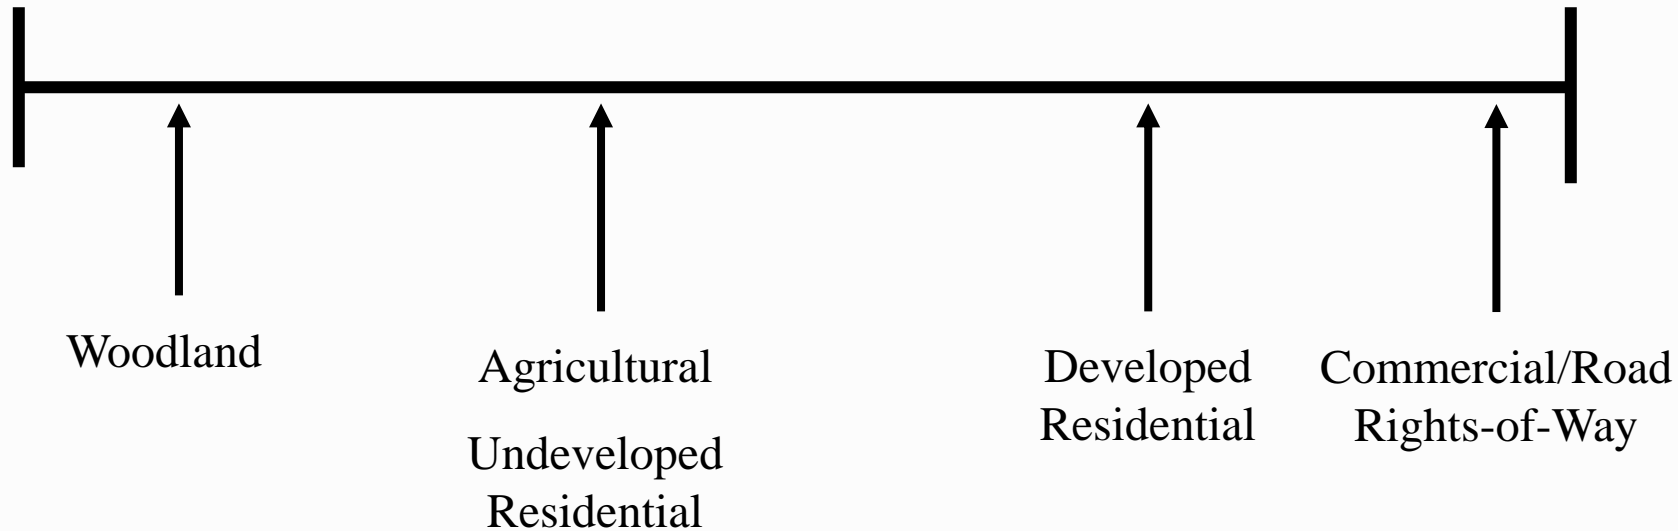 Woodland
Agricultural
Undeveloped
Residential
Developed
Residential
Commercial/Road
Rights-of-Way